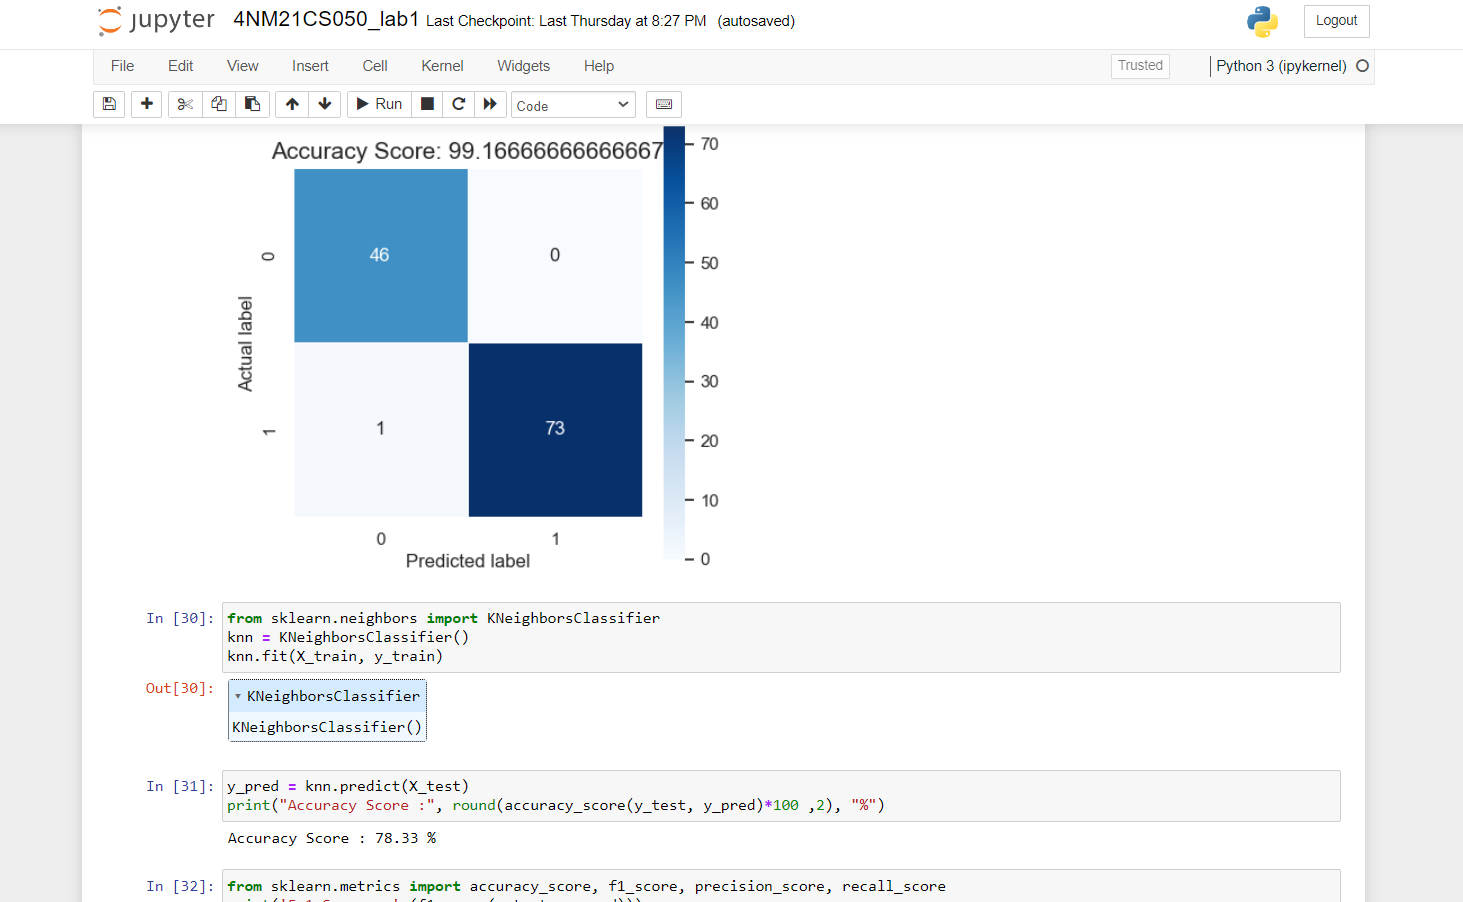 jupyter 4NM21CS050_lab1 Last Checkpoint: Last Thursday at 8:27 PM (autosaved) Logout
File Edit View Insert Cell Kernel Widgets Help Trusted Python 3 (ipykernel)
Run Code
Accuracy Score: 99.16666666666667
70
60
50
40
30
20
10
0
Actual label
0
46 0
1
1 73
0 1
Predicted label
In [30]: from sklearn.neighbors import KNeighborsClassifier
knn = KNeighborsClassifier()
knn.fit(X_train, y_train)
Out[30]: KNeighborsClassifier
KNeighborsClassifier()
In [31]: y_pred = knn.predict(X_test)
print("Accuracy Score :", round(accuracy_score(y_test, y_pred)*100 ,2), "%")
Accuracy Score : 78.33 %
In [32]: from sklearn.metrics import accuracy_score, f1_score, precision_score, recall_score